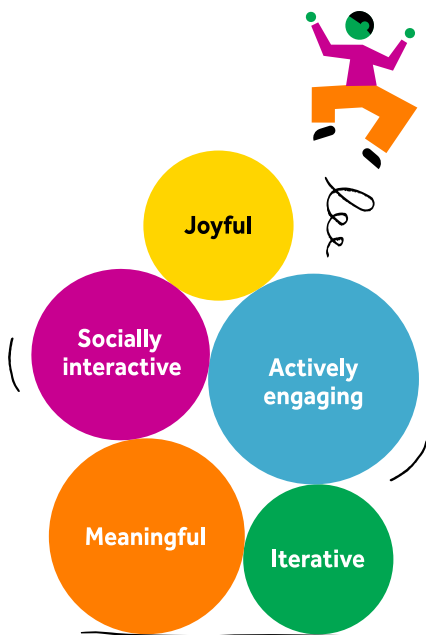 Joyful
Socially
interactive
Actively
engaging
Meaningful
Iterative